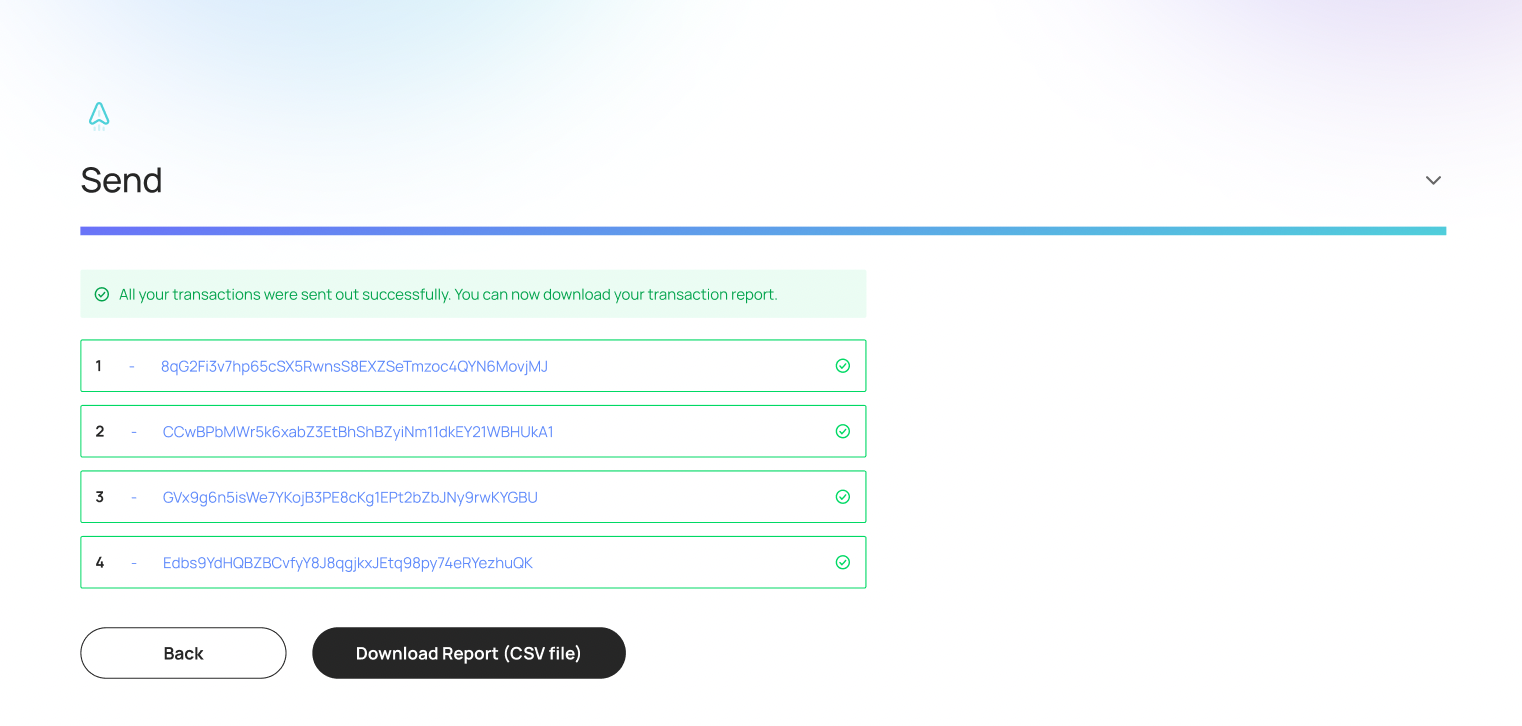 Send
All your transactions were sent out successfully. You can now download your transaction report.
1 - 8qG2Fi3v7hp65cSX5RwnsS8EXZSeTmzoc4QYN6MovjMJ
2 - CCwBPbMWr5k6xabZ3EtBhShBZyiNm11dkEY21WBHUkA1
3 - GVx9g6n5isWe7YKojB3PE8cKg1EPt2bZbJNy9rwKYGBU
4 - Edbs9YdHQBZBCvfyY8J8qgjkxJEtq98py74eRYezhuQK
Back
Download Report (CSV file)